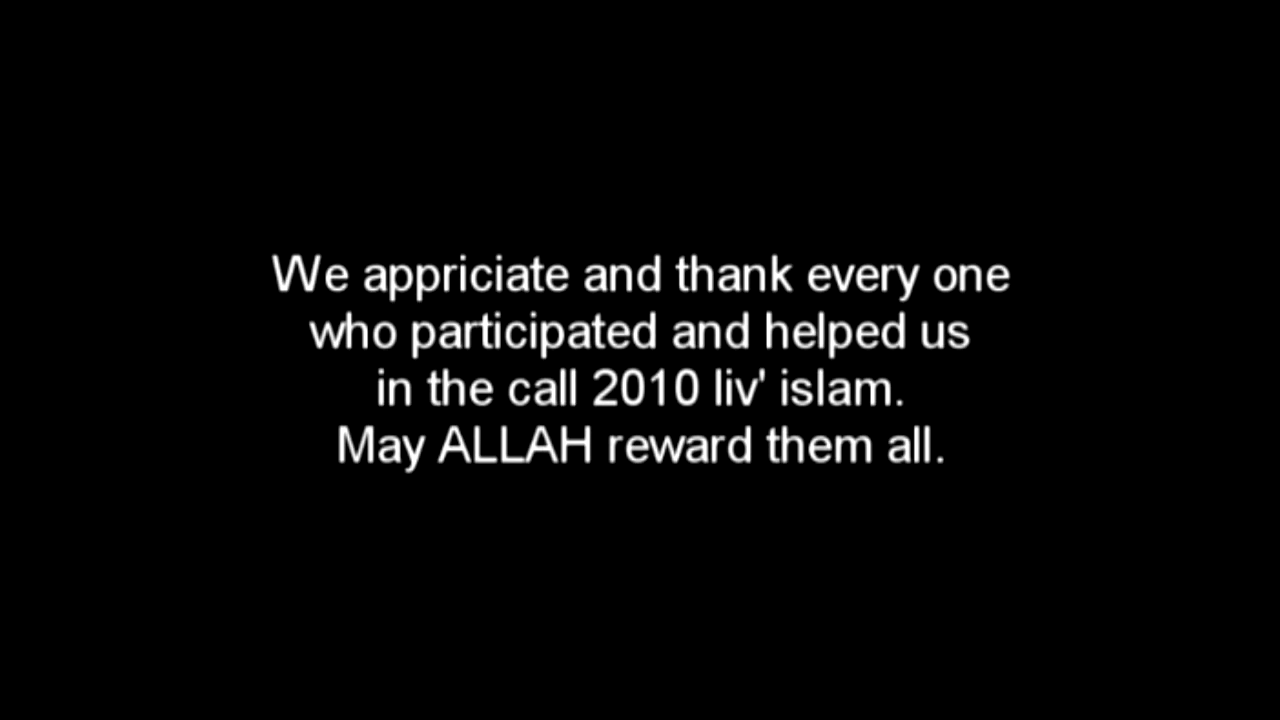 We appriciate and thank every one
who participated and helped us
in the call 2010 liv' islam.
May ALLAH reward them all.